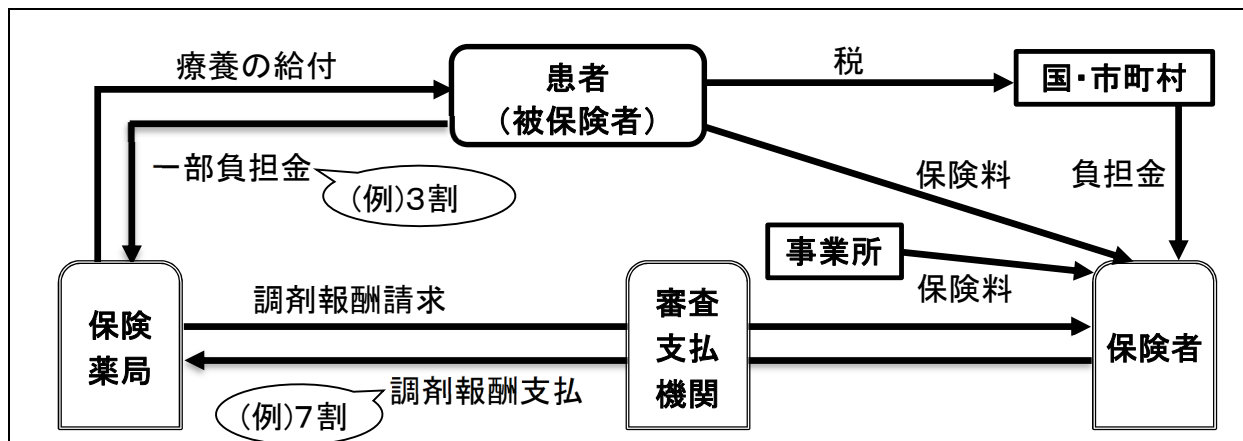 療養の給付
患者
（被保険者）
税
国・市町村
一部負担金
(例)3割
保険料
負担金
事業所
保険料
保険
薬局
調剤報酬請求
審査
支払
機関
保険者
調剤報酬支払
(例)7割